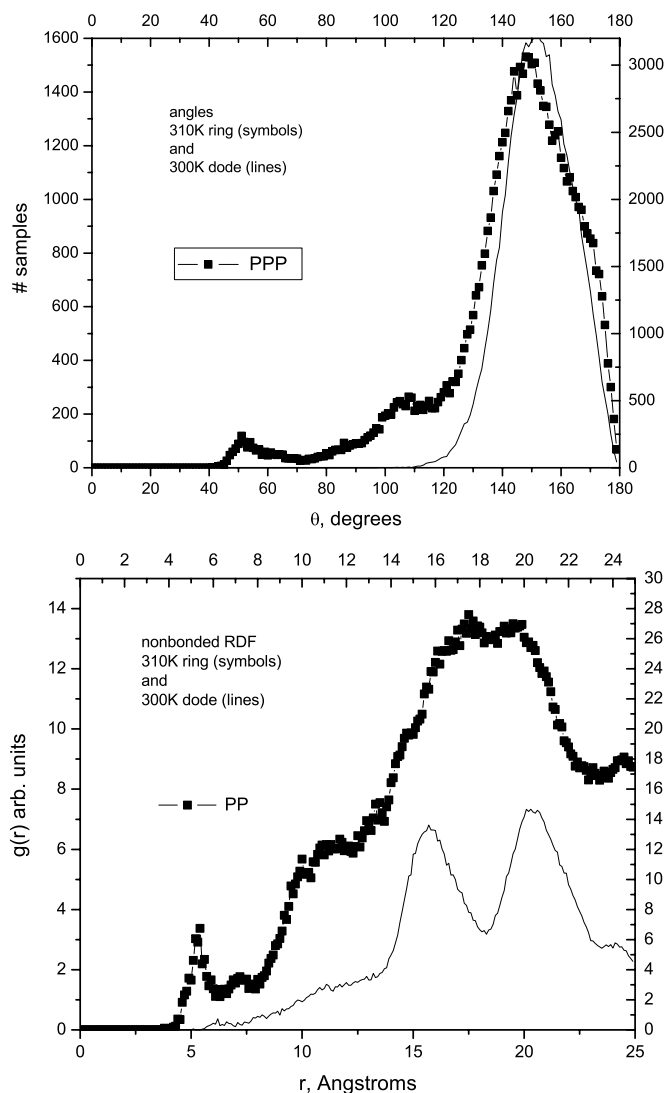 0 20 40 60 80 100 120 140 160 180
1600
1400
1200
1000
800
600
400
200
0
3000
2500
2000
1500
1000
500
0
angles
310K ring (symbols)
and
300K dode (lines)
PPP
# samples
0 20 40 60 80 100 120 140 160 180
θ, degrees
0 2 4 6 8 10 12 14 16 18 20 22 24
14
12
10
8
6
4
2
0
30
28
26
24
22
20
18
16
14
12
10
8
6
4
2
0
nonbonded RDF
310K ring (symbols)
and
300K dode (lines)
PP
g(r) arb. units
0 5 10 15 20 25
r, Angstroms